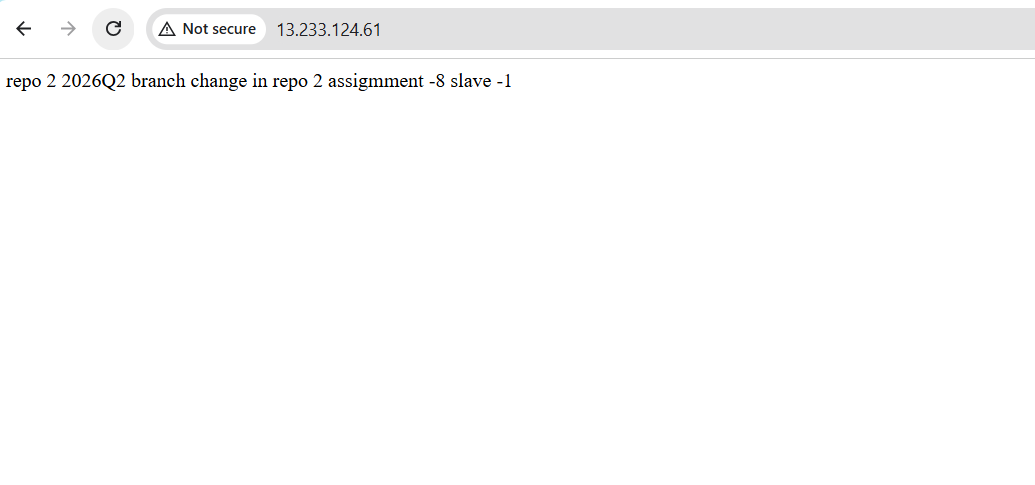 Not secure 13.233.124.61
repo 2 2026Q2 branch change in repo 2 assigmment -8 slave -1